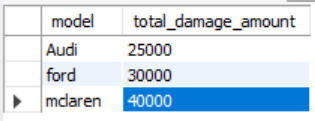 model total_damage_amount
Audi 25000
ford 30000
mclaren 40000